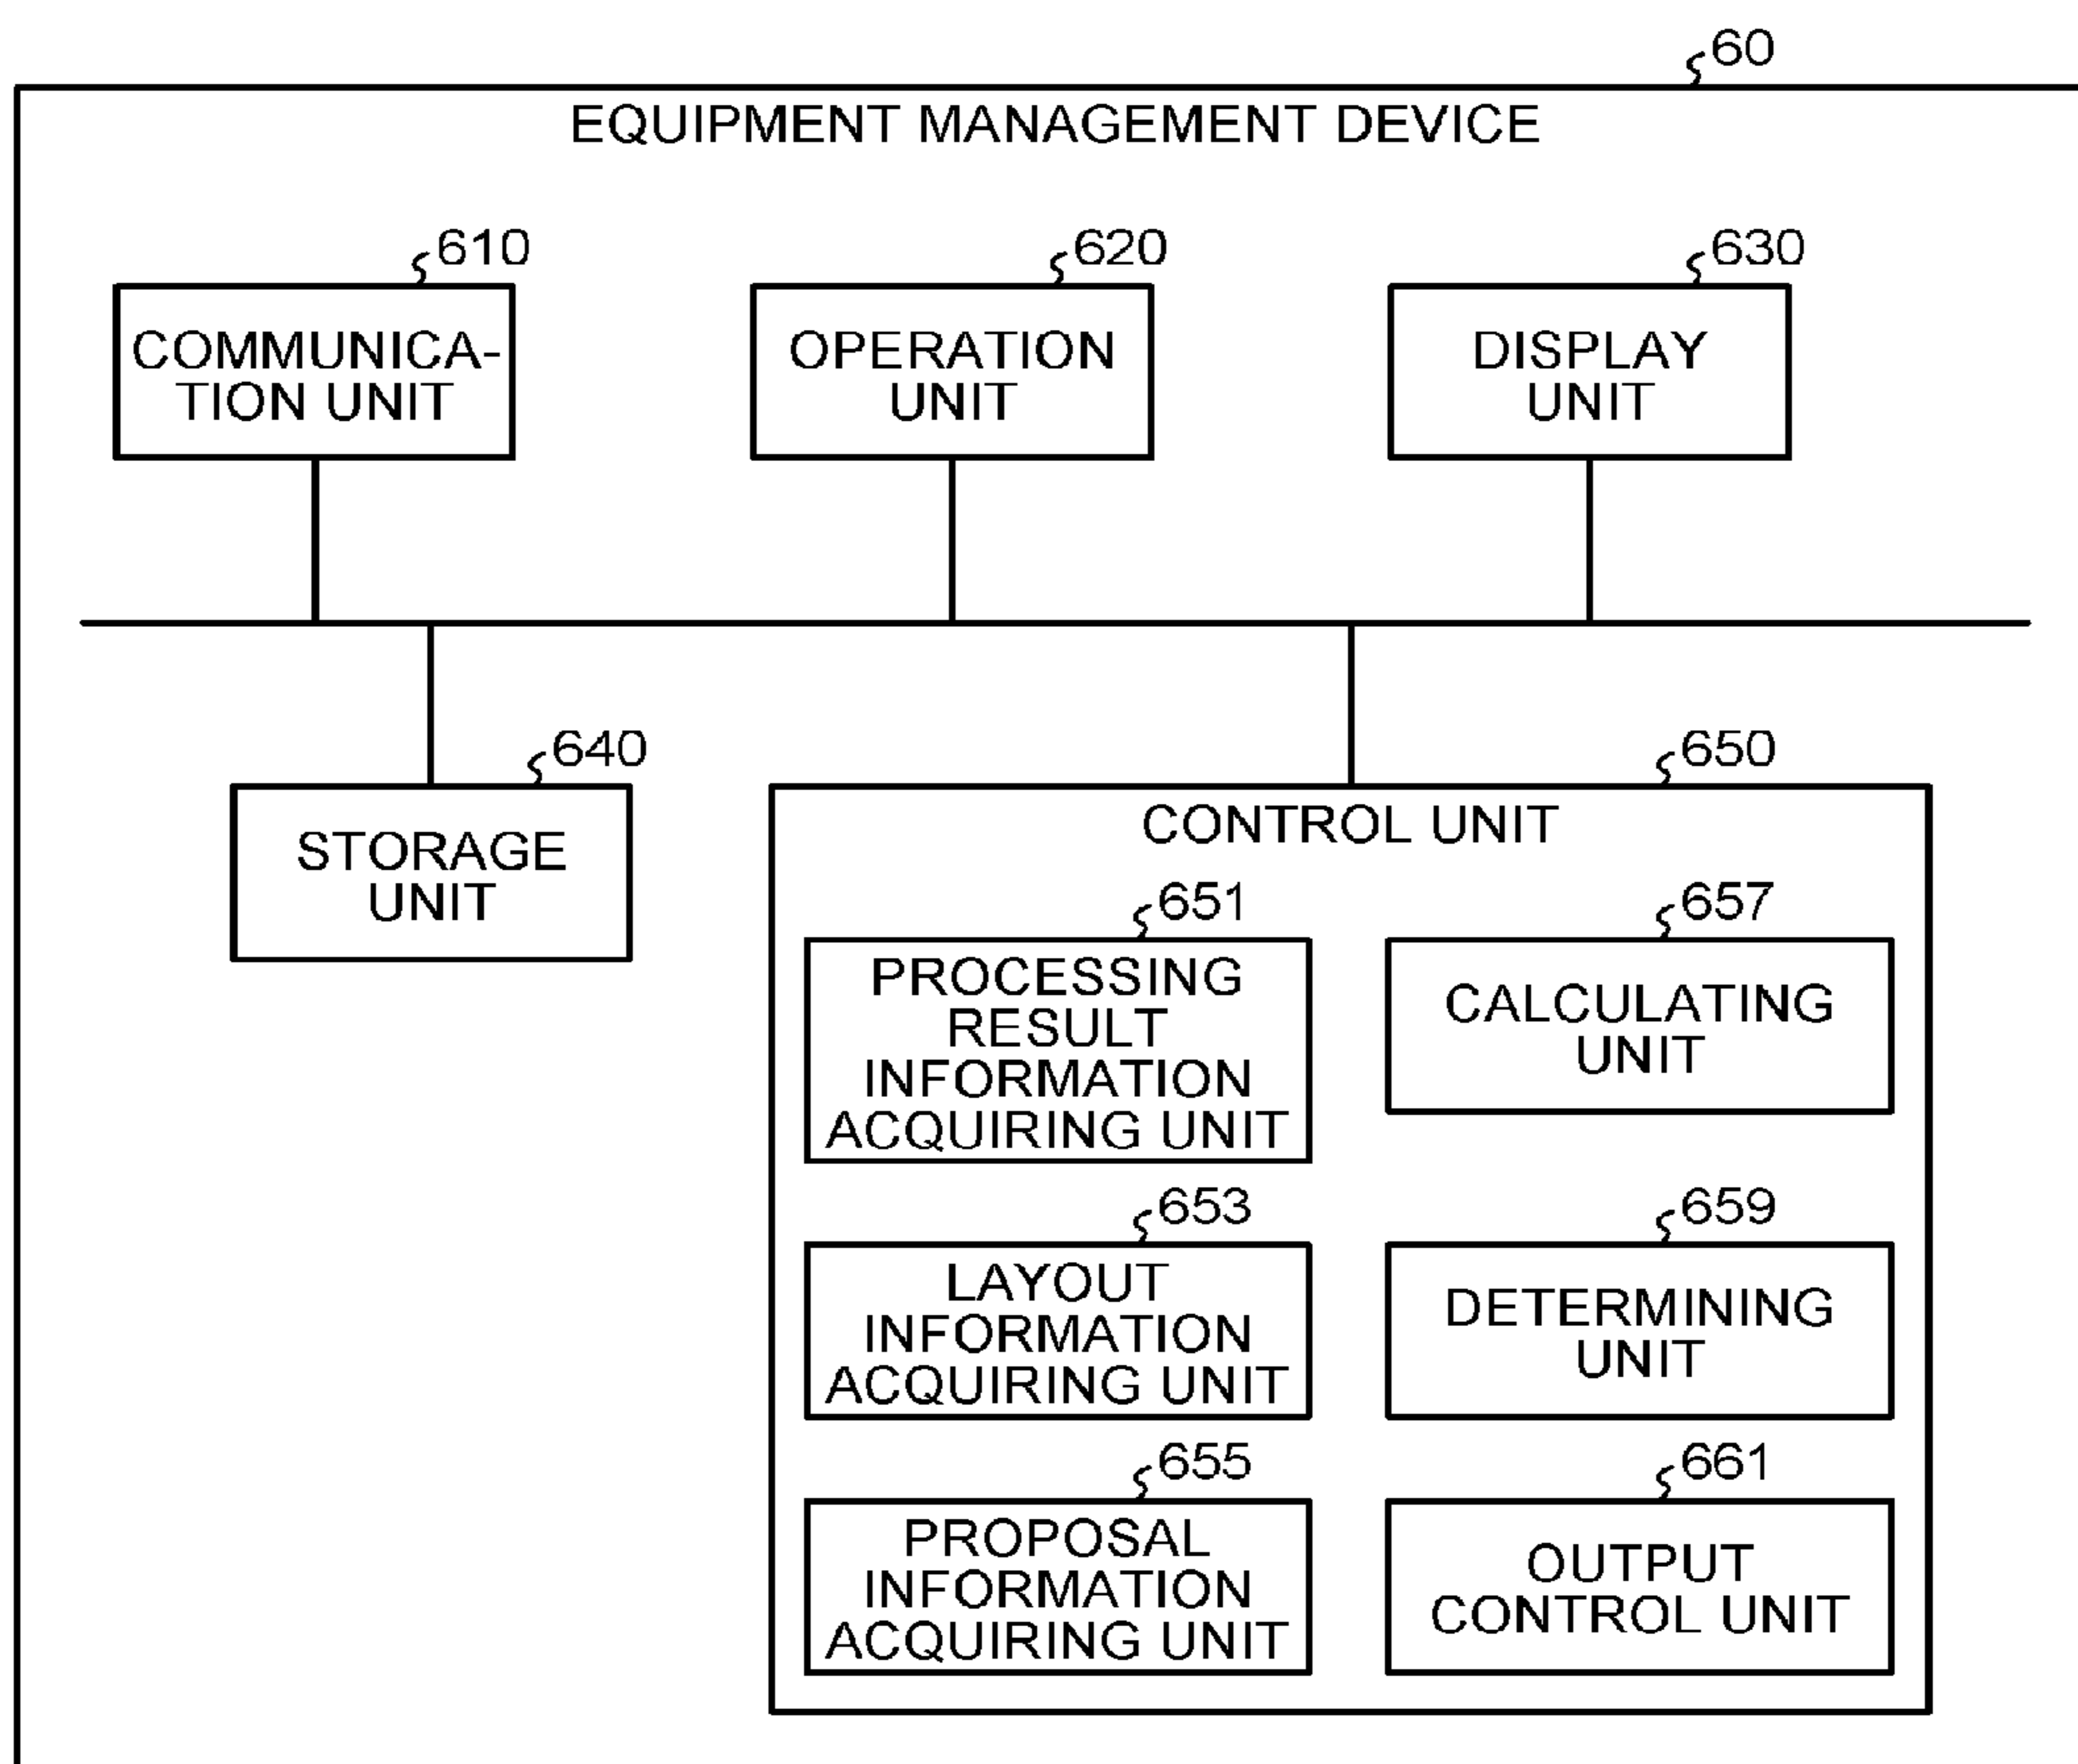 60
EQUIPMENT MANAGEMENT DEVICE
610
COMMUNICA-
TION UNIT
620
OPERATION
UNIT
630
DISPLAY
UNIT
640
STORAGE
UNIT
650
CONTROL UNIT
651
PROCESSING
RESULT
INFORMATION
ACQUIRING UNIT
657
CALCULATING
UNIT
653
LAYOUT
INFORMATION
ACQUIRING UNIT
659
DETERMINING
UNIT
655
PROPOSAL
INFORMATION
ACQUIRING UNIT
661
OUTPUT
CONTROL UNIT